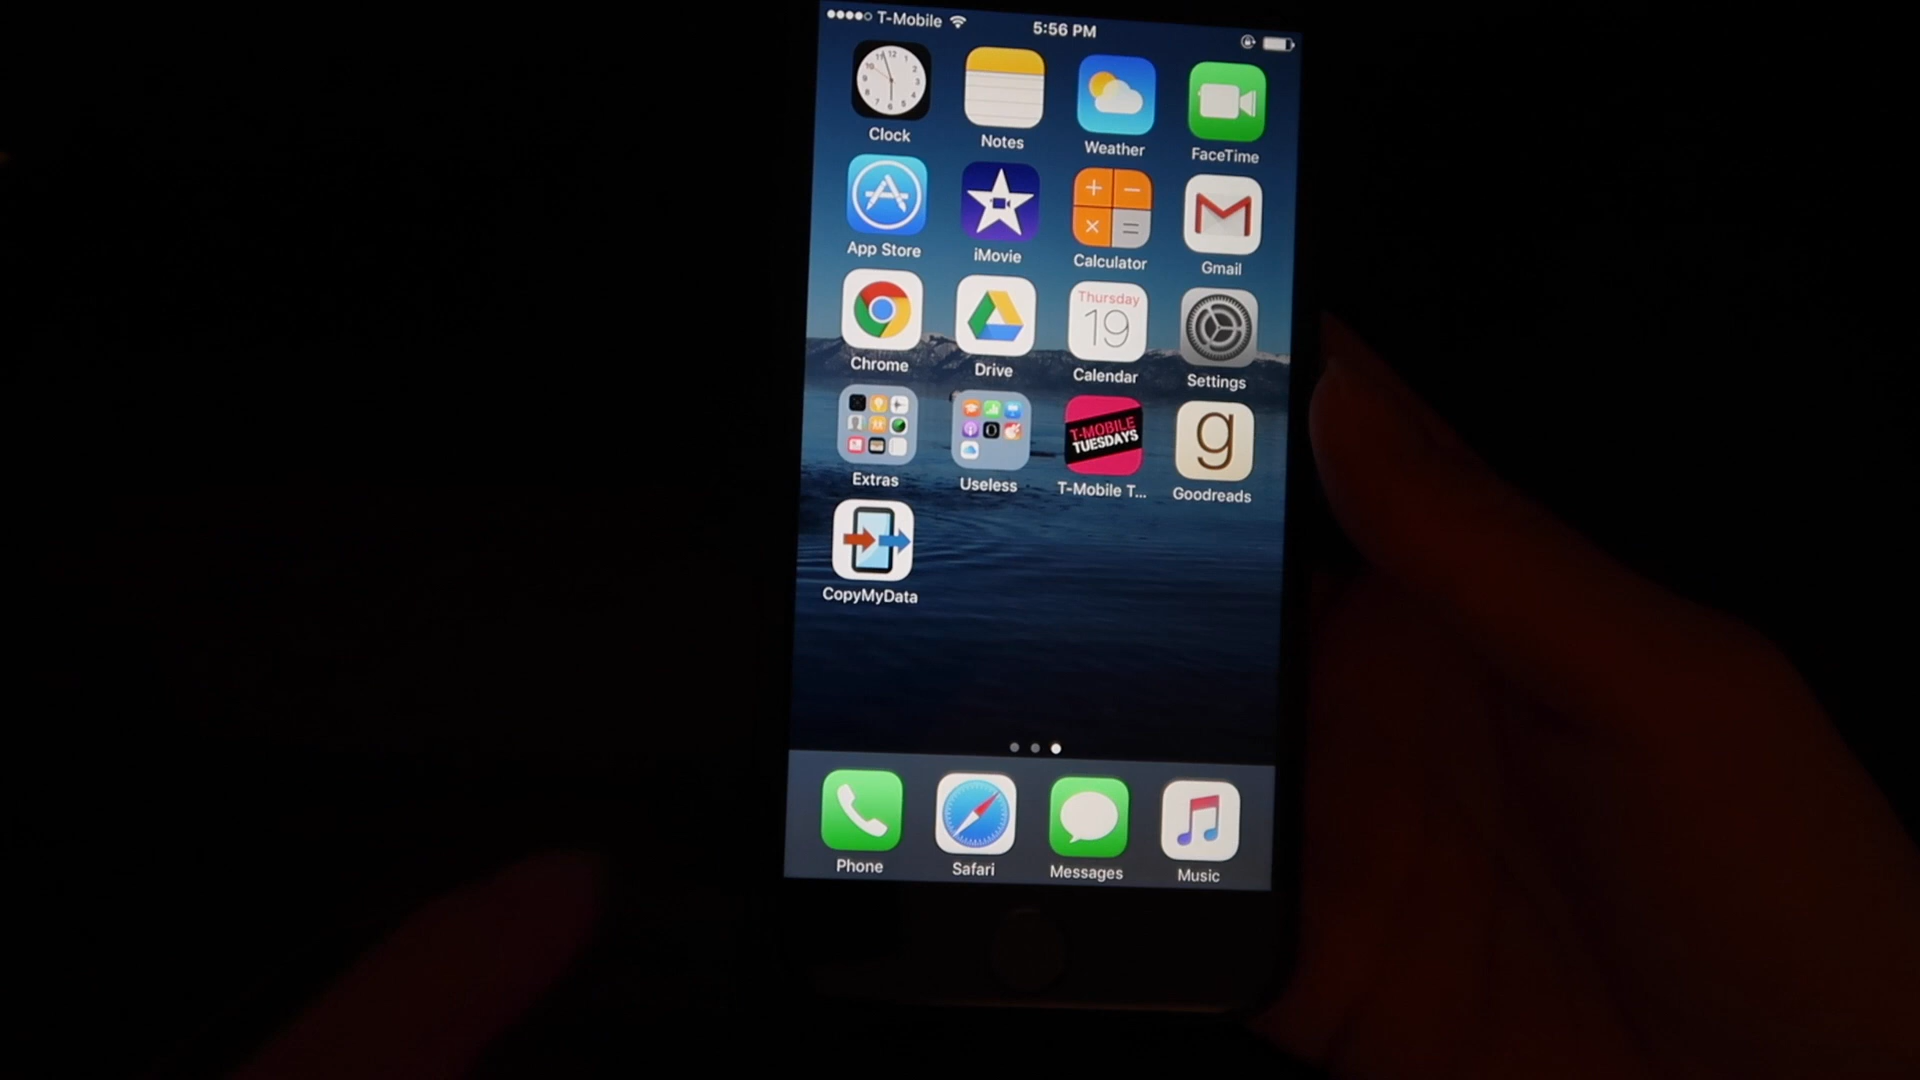 T-Mobile 5:56 PM
Clock Notes Weather FaceTime
App Store iMovie Calculator Gmail
Thursday
19
Chrome Drive Calendar Settings
T-MOBILE
TUESDAYS
g
Extras Useless T-Mobile T... Goodreads
CopyMyData
Phone Safari Messages Music